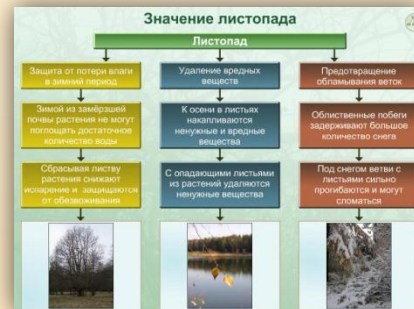 Значение листопада
Листопад
Защита от потери влаги
в зимний период
Зимой из замёрзшей
почвы растения не могут
поглощать достаточное
количество воды
Сбрасывая листву
растения снижают
испарение и защищаются
от обезвоживания
Удаление вредных
веществ
К осени в листьях
накапливаются
ненужные и вредные
вещества
С опадающими листьями
из растений удаляются
ненужные вещества
Предотвращение
обламывания веток
Облиственные побеги
задерживают большое
количество снега
Под снегом ветви с
листьями сильно
прогибаются и могут
сломаться